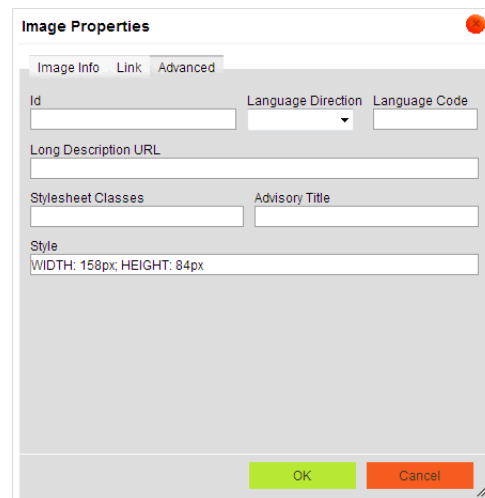 Image Properties
Image Info Link Advanced
Id Language Direction Language Code
Long Description URL
Stylesheet Classes Advisory Title
Style
WIDTH: 158px; HEIGHT: 84px
OK Cancel